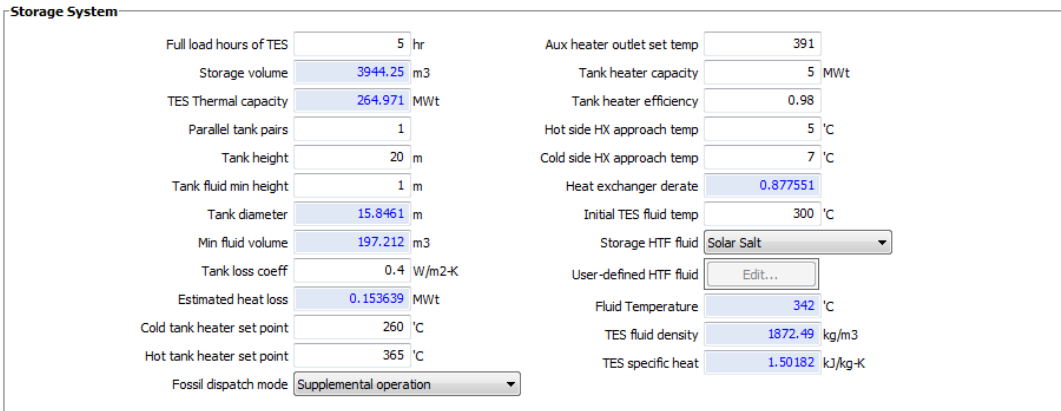 Storage System
Full load hours of TES 5 hr
Storage volume 3944.25 m3
TES Thermal capacity 264.971 MWt
Parallel tank pairs 1
Tank height 20 m
Tank fluid min height 1 m
Tank diameter 15.8461 m
Min fluid volume 197.212 m3
Tank loss coeff 0.4 W/m2-K
Estimated heat loss 0.153639 MWt
Cold tank heater set point 260 'C
Hot tank heater set point 365 'C
Fossil dispatch mode Supplemental operation
Aux heater outlet set temp 391
Tank heater capacity 5 MWt
Tank heater efficiency 0.98
Hot side HX approach temp 5 'C
Cold side HX approach temp 7 'C
Heat exchanger derate 0.877551
Initial TES fluid temp 300 'C
Storage HTF fluid Solar Salt
User-defined HTF fluid Edit...
Fluid Temperature 342 'C
TES fluid density 1872.49 kg/m3
TES specific heat 1.50182 kJ/kg-K